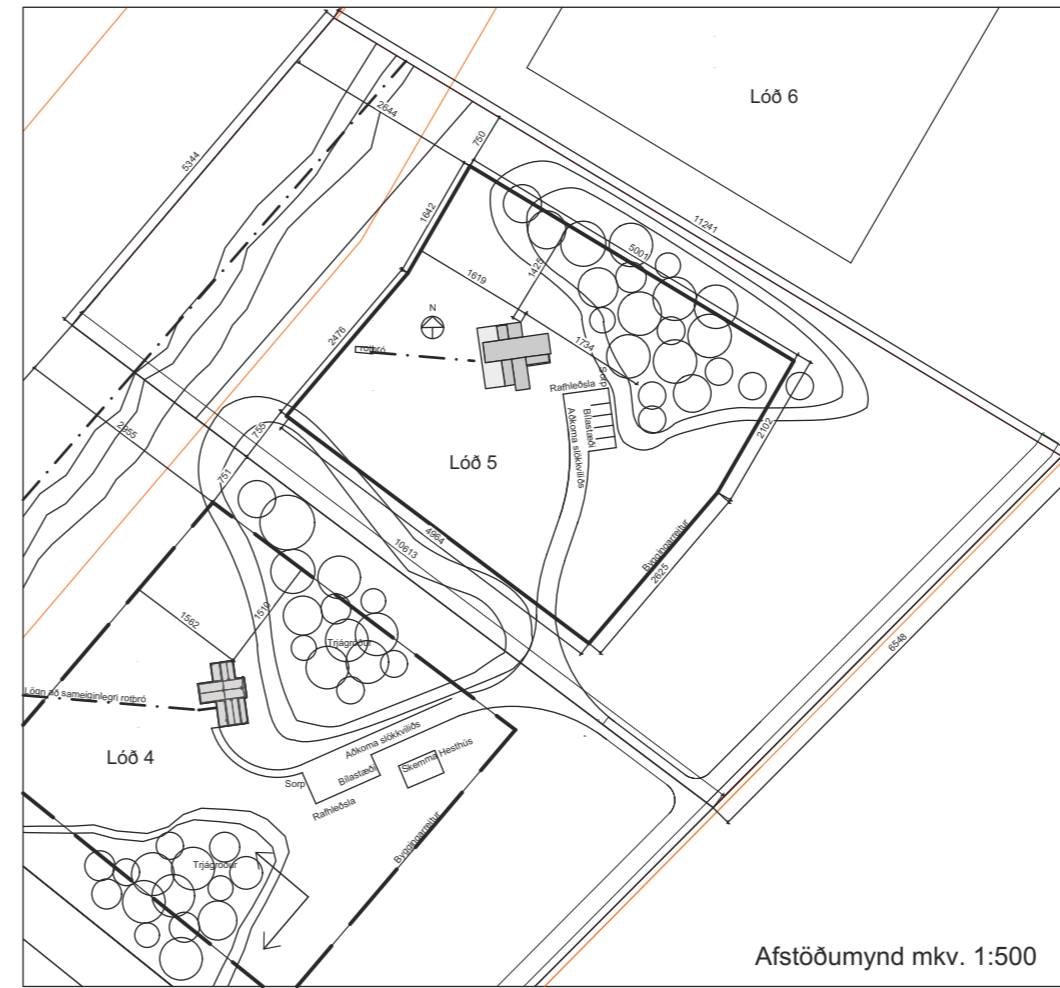 Lóð 6
2644
750
5344
11241
1642
5001
1425
1619
N
2476
rotþró
1734
Sorp
Rafhleðsla
Bílastæði
Aðkoma slökkviliðs
2102
2655
755
Lóð 5
751
4964
10613
Byggingarreitur
2625
1510
1562
Trjágróður
6548
Lögn að sameiginlegri rotþró
Lóð 4
Aðkoma slökkviliðs
Skemma Hesthús
Bílastæði
Sorp
Rafhleðsla
Byggingarreitur
Trjágróður
Afstöðumynd mkv. 1:500